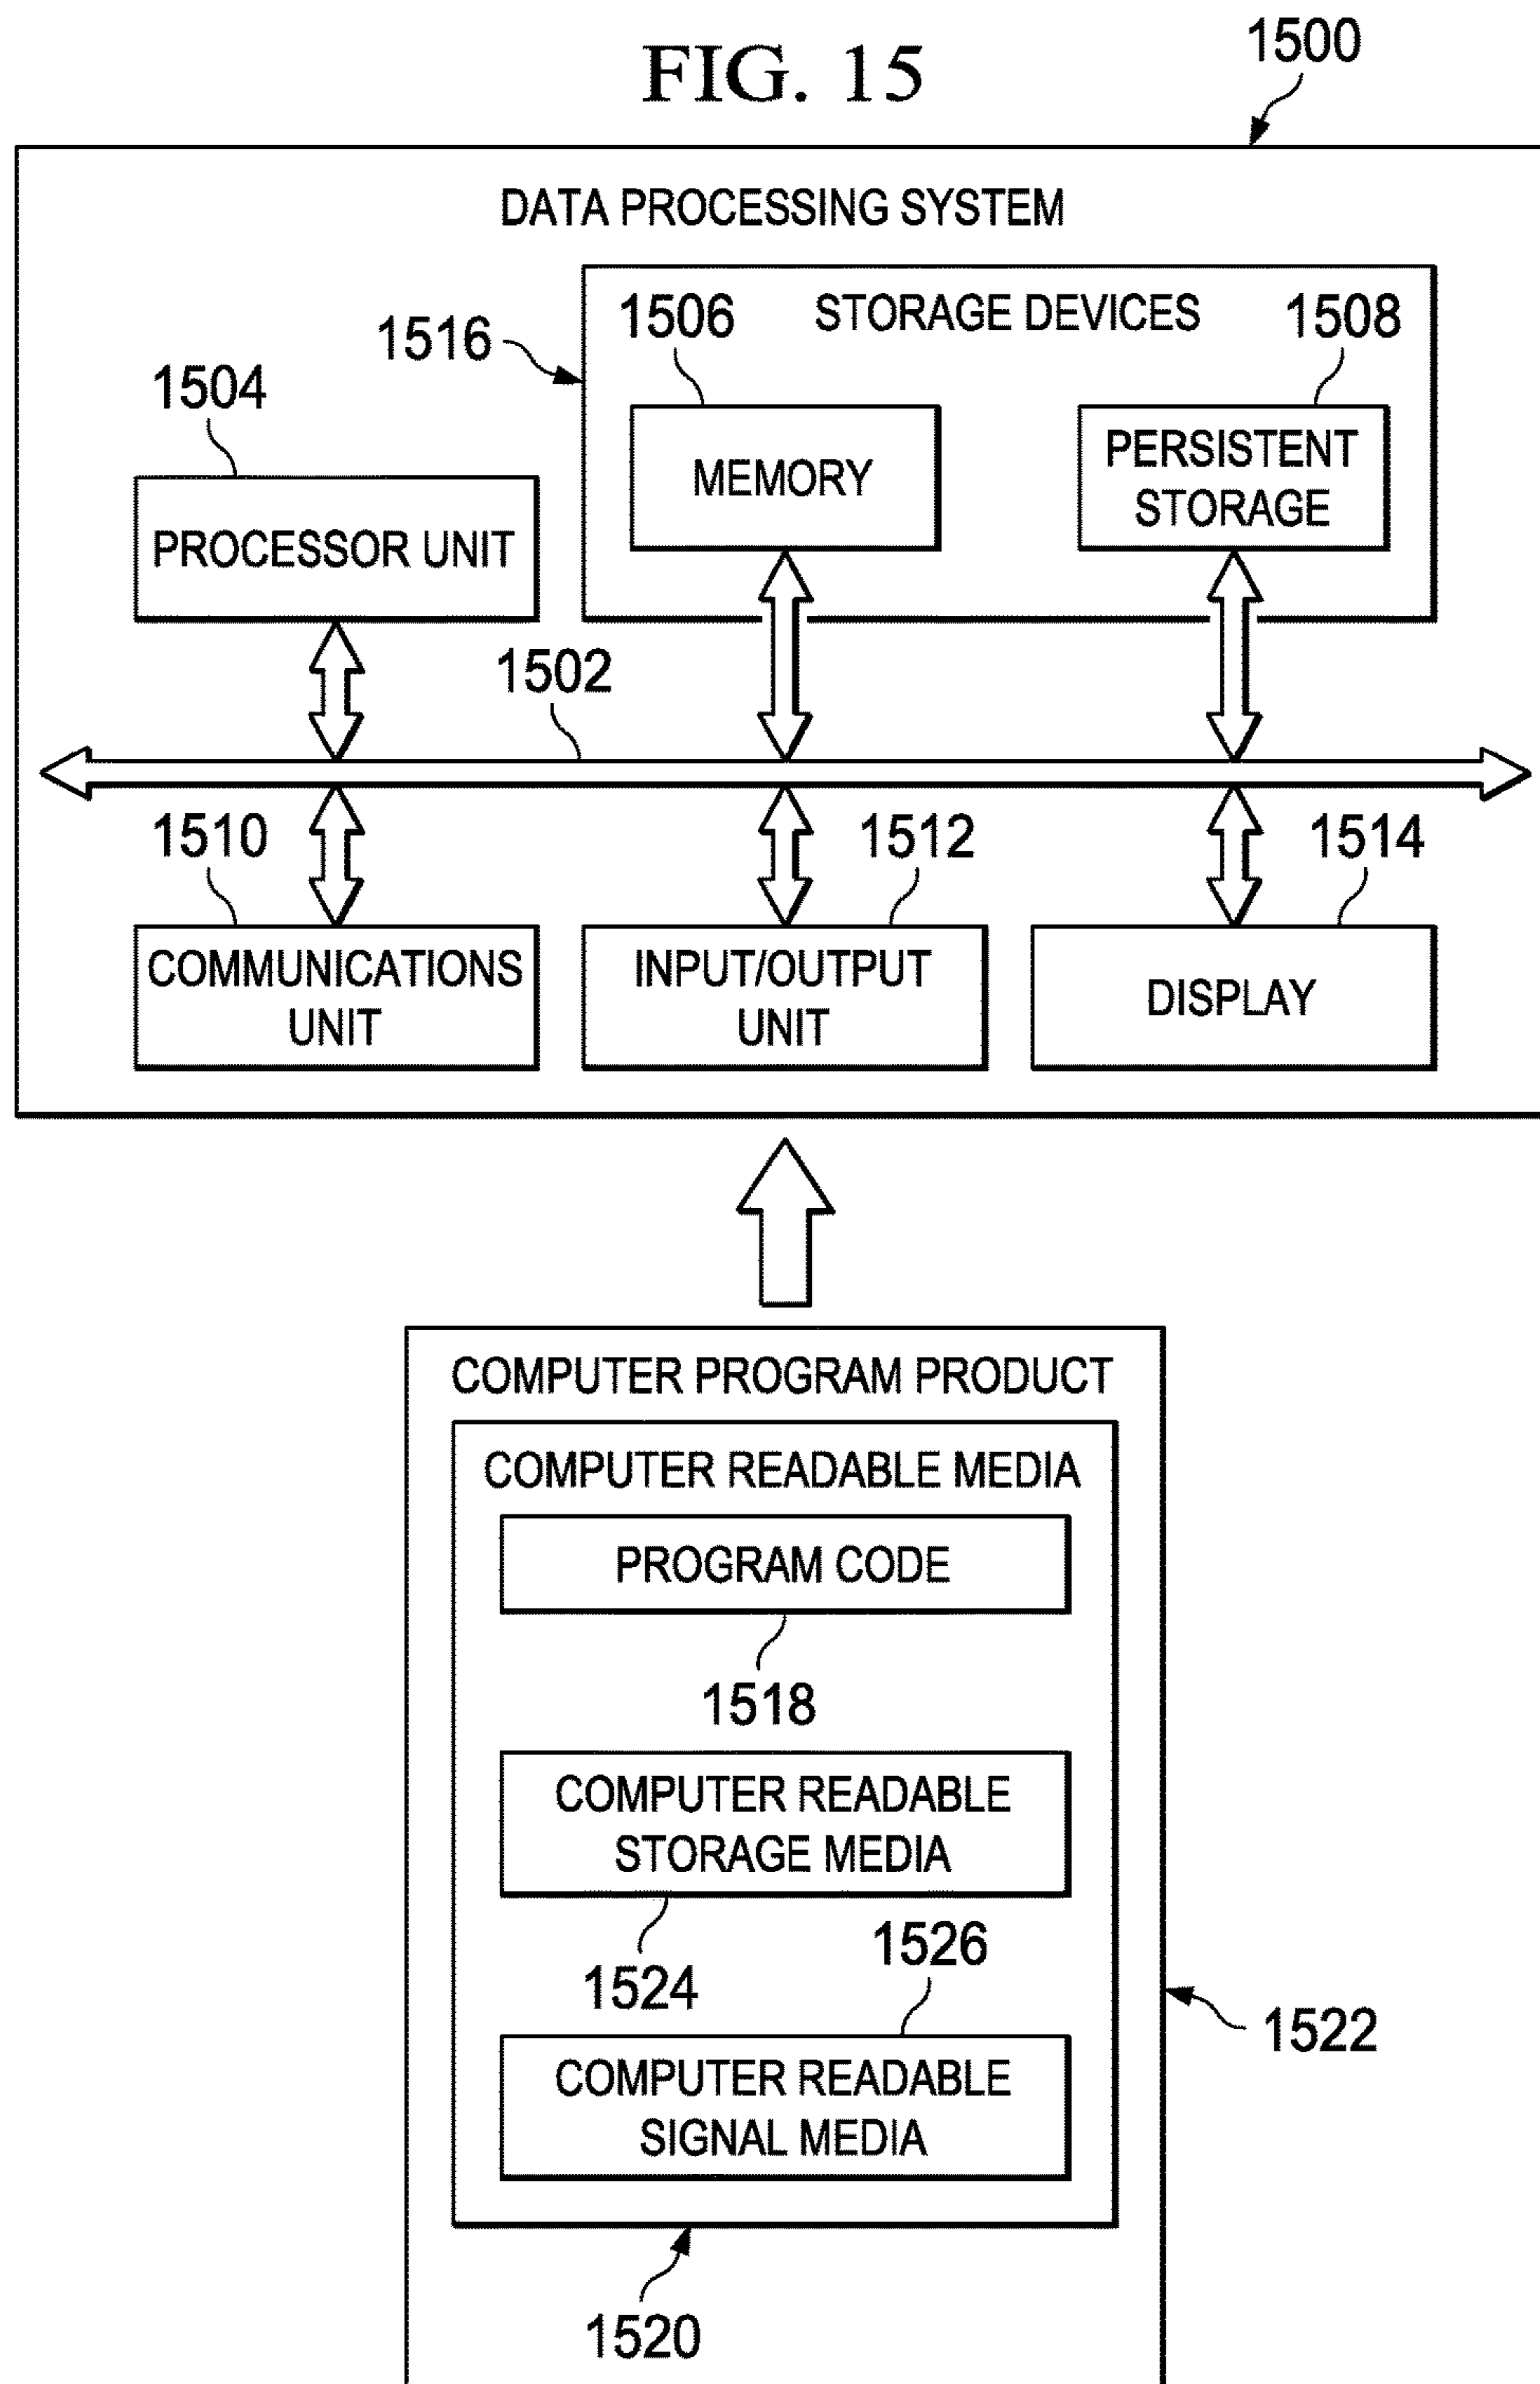 FIG. 15
1500
DATA PROCESSING SYSTEM
STORAGE DEVICES
1516
1506
1508
1504
MEMORY
PERSISTENT
STORAGE
PROCESSOR UNIT
1502
1510
1512
1514
COMMUNICATIONS
UNIT
INPUT/OUTPUT
UNIT
DISPLAY
COMPUTER PROGRAM PRODUCT
COMPUTER READABLE MEDIA
PROGRAM CODE
1518
COMPUTER READABLE
STORAGE MEDIA
1524
1526
COMPUTER READABLE
SIGNAL MEDIA
1522
1520